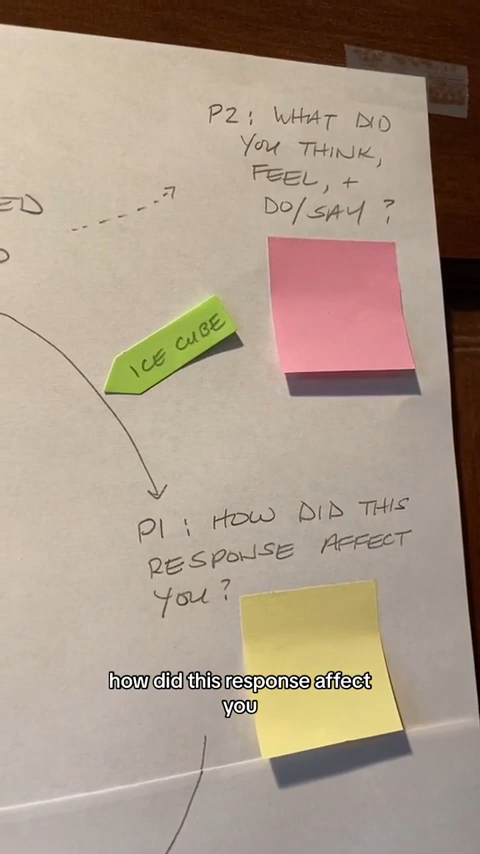 P2: WHAT DID
YOU THINK,
FEEL, +
DO/SAY?
ICE CUBE
P1: HOW DID THIS
RESPONSE AFFECT
YOU?
how did this response affect
you